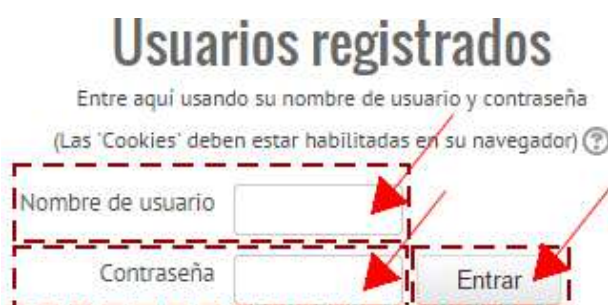 Usuarios registrados
Entre aquí usando su nombre de usuario y contraseña
(Las 'Cookies' deben estar habilitadas en su navegador) ?
Nombre de usuario
Contraseña
Entrar